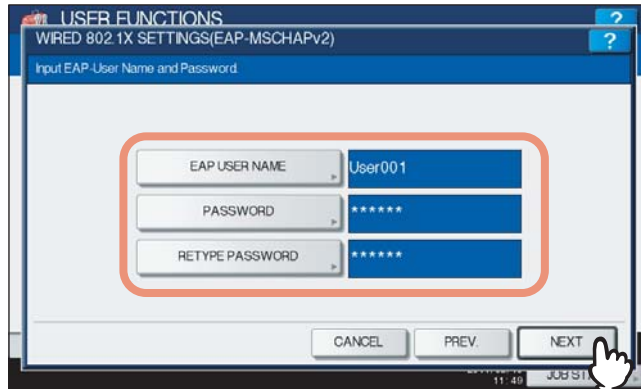 USER FUNCTIONS
?
WIRED 802.1X SETTINGS(EAP-MSCHAPv2)
?
Input EAP-User Name and Password.
EAP USER NAME
User001
PASSWORD
******
RETYPE PASSWORD
******
CANCEL
PREV.
NEXT
11:49
JOB ST